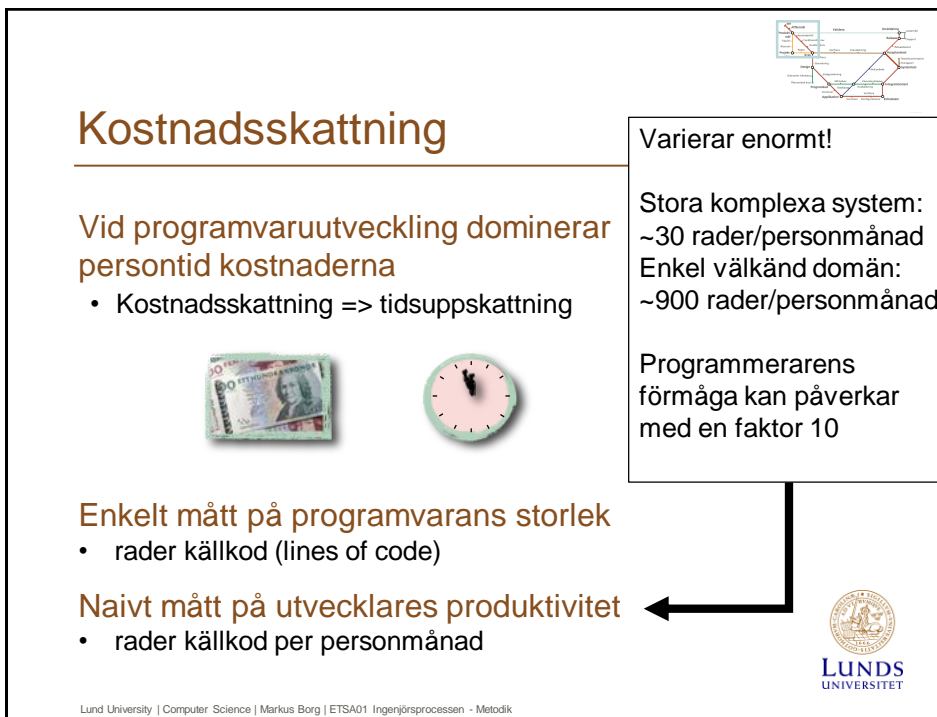 Kostnadsskattning
Vid programvaruutveckling dominerar
persontid kostnaderna
• Kostnadsskattning => tidsuppskattning
Varierar enormt!
Stora komplexa system:
~30 rader/personmånad
Enkel välkänd domän:
~900 rader/personmånad
Programmerarens
förmåga kan påverkar
med en faktor 10
Enkelt mått på programvarans storlek
• rader källkod (lines of code)
Naivt mått på utvecklares produktivitet
• rader källkod per personmånad
LUNDS
UNIVERSITET
Lund University | Computer Science | Markus Borg | ETSA01 Ingenjörsprocessen - Metodik